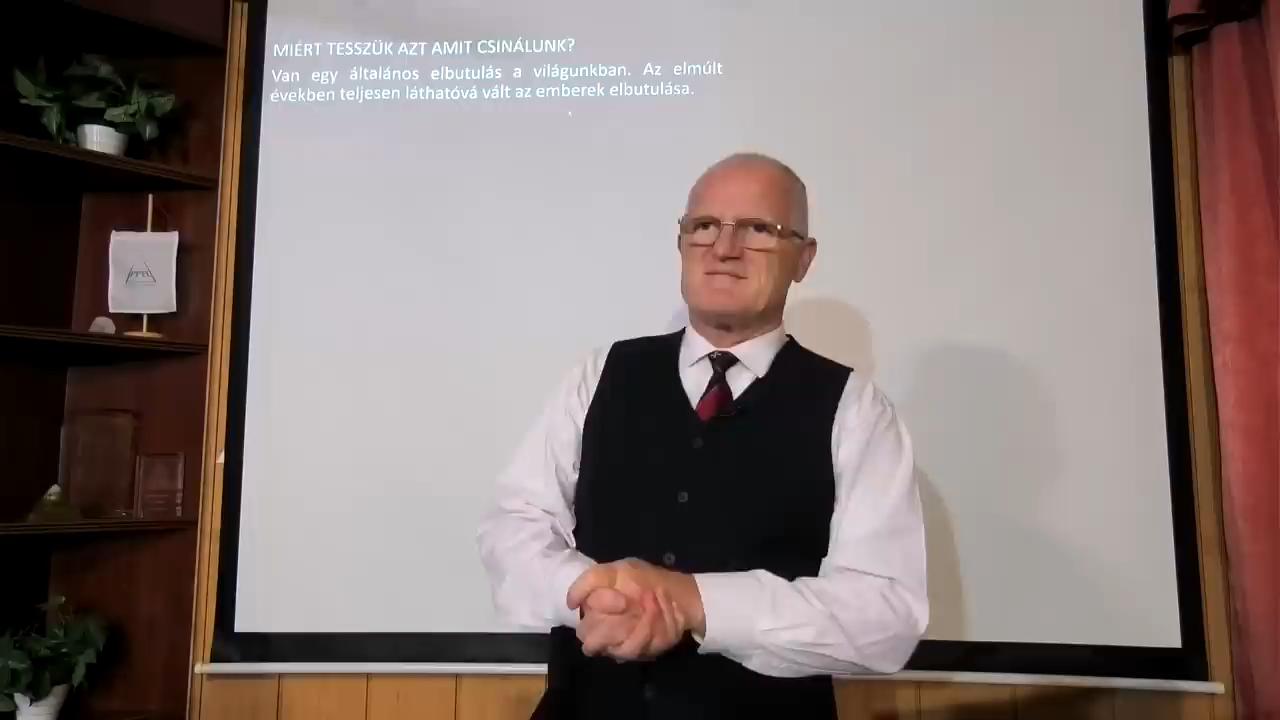 MIÉRT TESSZÜK AZT AMIT CSINÁLUNK?
Van egy általános elbutulás a világunkban. Az elmúlt
években teljesen láthatóvá vált az emberek elbutulása.